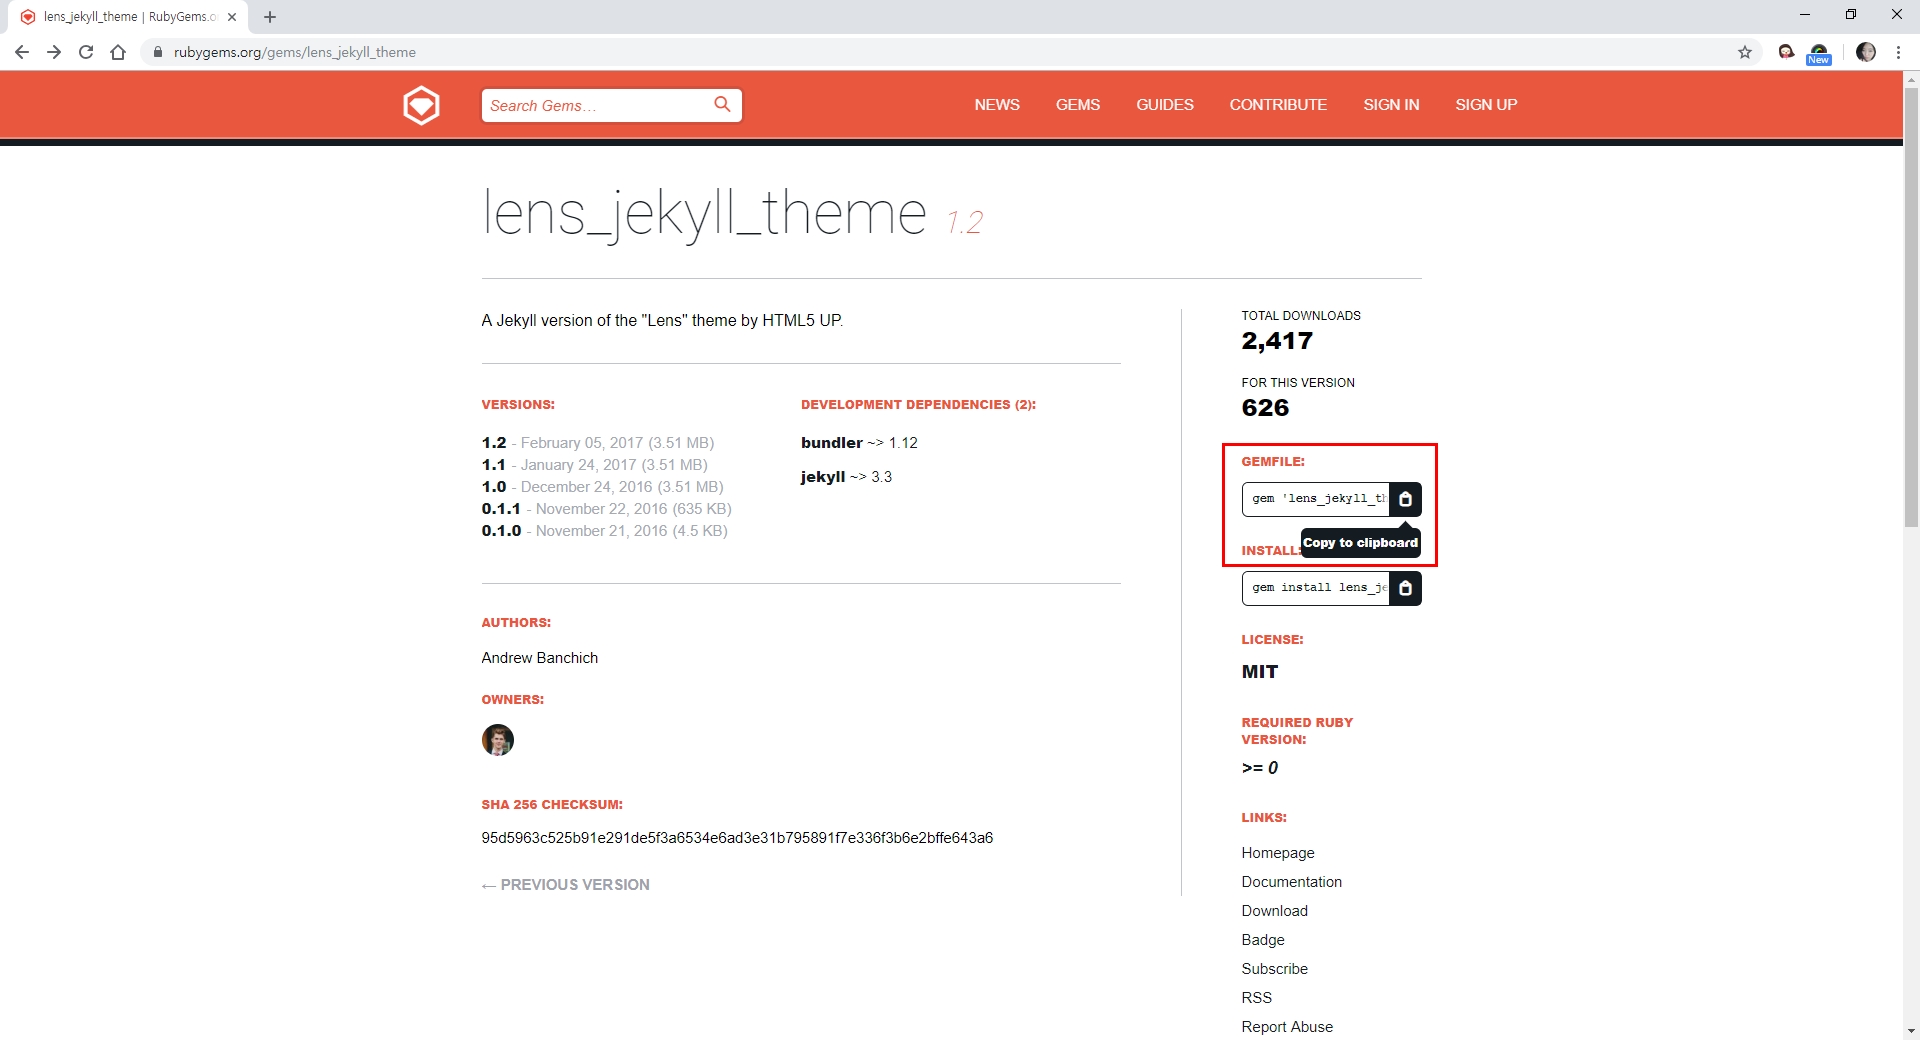 lens_jekyll_theme | RubyGems.o
rubygems.org/gems/lens_jekyll_theme
New
Search Gems…
NEWS
GEMS
GUIDES
CONTRIBUTE
SIGN IN
SIGN UP
lens_jekyll_theme 1.2
A Jekyll version of the "Lens" theme by HTML5 UP.
VERSIONS:
1.2 - February 05, 2017 (3.51 MB)
1.1 - January 24, 2017 (3.51 MB)
1.0 - December 24, 2016 (3.51 MB)
0.1.1 - November 22, 2016 (635 KB)
0.1.0 - November 21, 2016 (4.5 KB)
DEVELOPMENT DEPENDENCIES (2):
bundler ~> 1.12
jekyll ~> 3.3
AUTHORS:
Andrew Banchich
OWNERS:
SHA 256 CHECKSUM:
95d5963c525b91e291de5f3a6534e6ad3e31b795891f7e336f3b6e2bffe643a6
← PREVIOUS VERSION
TOTAL DOWNLOADS
2,417
FOR THIS VERSION
626
GEMFILE:
gem 'lens_jekyll_th
Copy to clipboard
INSTALL:
gem install lens_je
LICENSE:
MIT
REQUIRED RUBY
VERSION:
>= 0
LINKS:
Homepage
Documentation
Download
Badge
Subscribe
RSS
Report Abuse